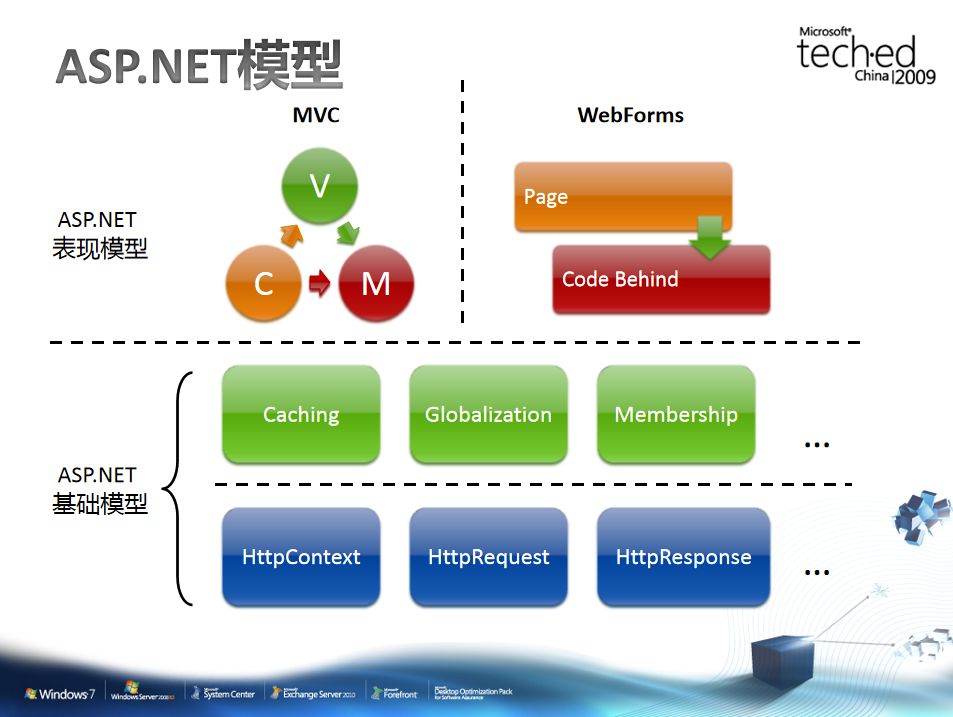 ASP.NET模型
Microsoft®
tech·ed
China|2009
MVC
WebForms
ASP.NET
表现模型
V
C
M
Page
Code Behind
ASP.NET
基础模型
Caching
Globalization
Membership
...
HttpContext
HttpRequest
HttpResponse
...
Windows 7
Windows Server 2008 R2
Microsoft
System Center
Microsoft
Exchange Server 2010
Microsoft
Forefront
Microsoft
Desktop Optimization Pack
for Software Assurance